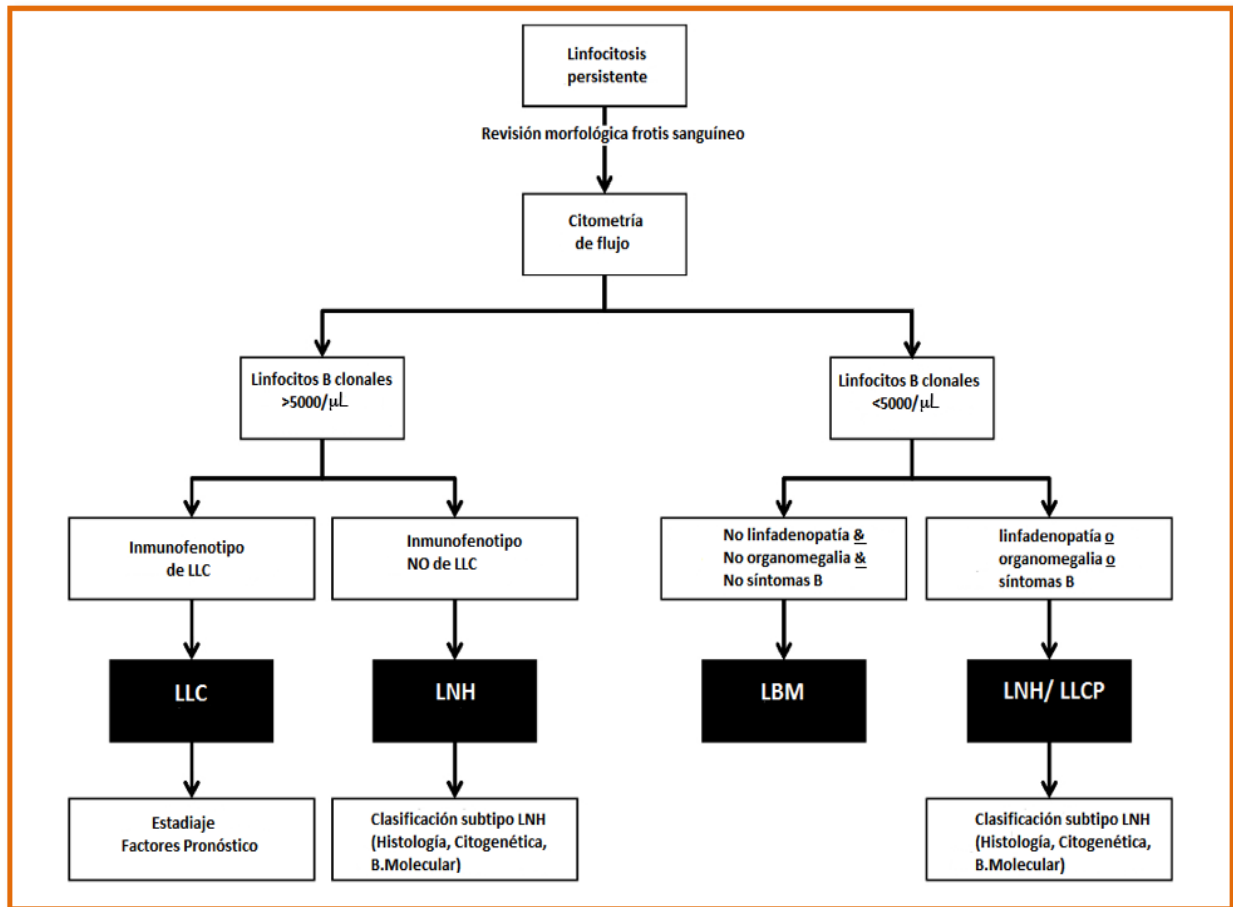 Linfocitosis
persistente
Revisión morfológica frotis sanguíneo
Citometría
de flujo
Linfocitos B clonales
>5000/μL
Linfocitos B clonales
<5000/μL
Inmunofenotipo
de LLC
Inmunofenotipo
NO de LLC
No linfadenopatía &
No organomegalia &
No síntomas B
linfadenopatía o
organomegalia o
síntomas B
LLC
LNH
LBM
LNH/ LLCP
Estadiaje
Factores Pronóstico
Clasificación subtipo LNH
(Histología, Citogenética,
B.Molecular)
Clasificación subtipo LNH
(Histología, Citogenética,
B.Molecular)